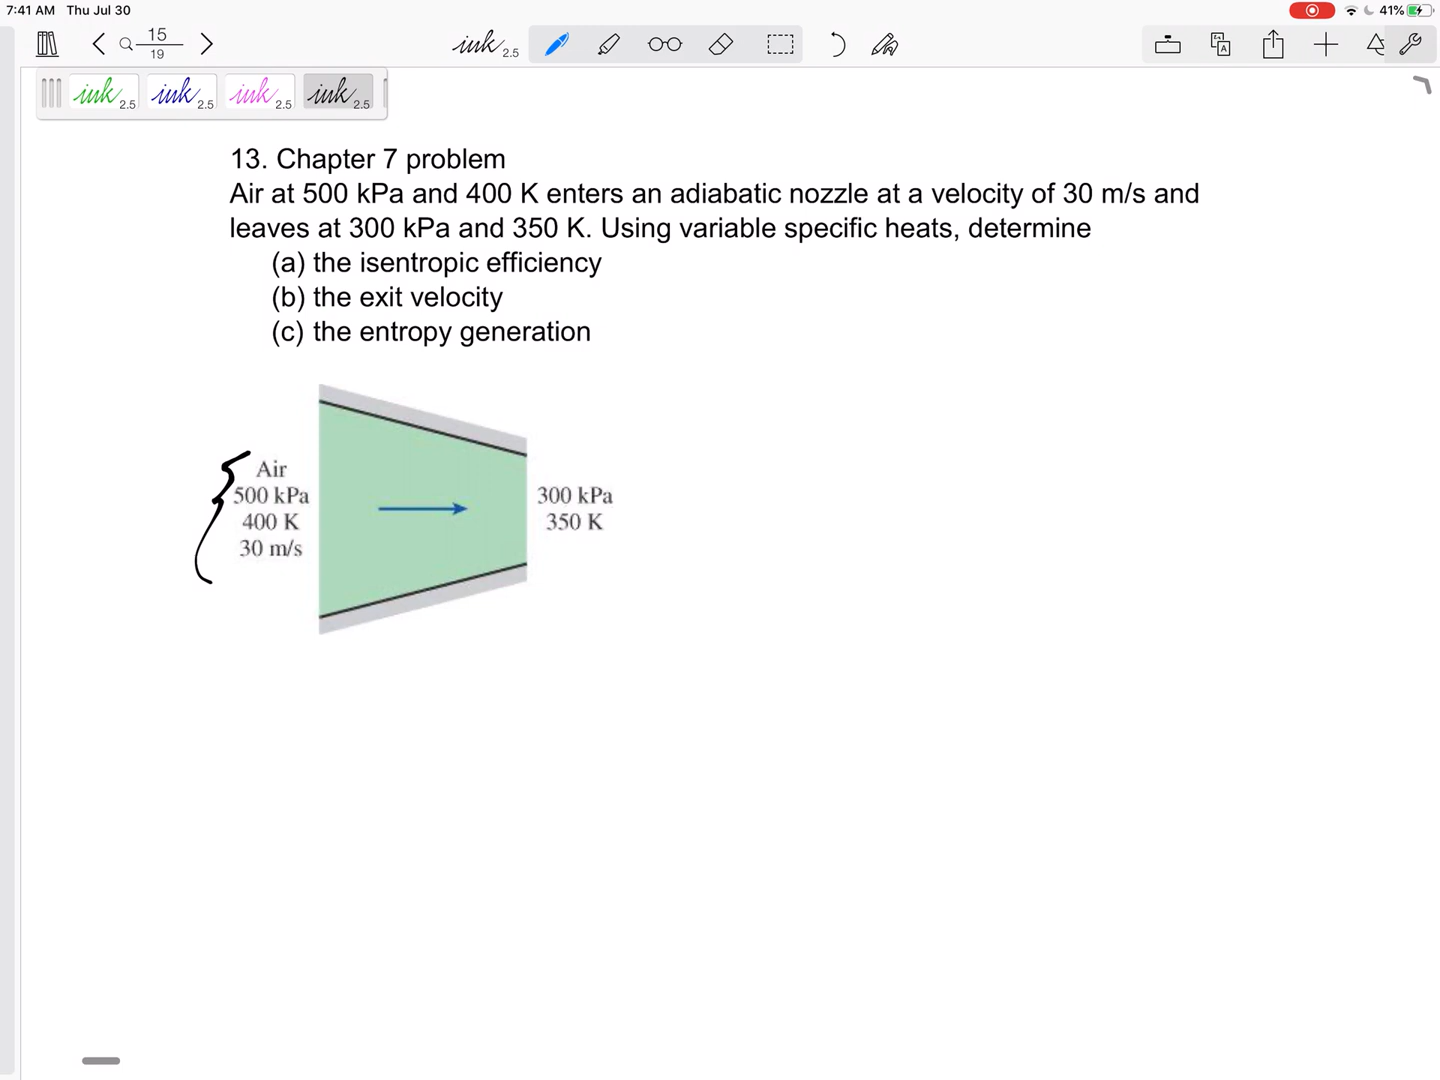 7:41 AM Thu Jul 30
41%
15
19
ink 2.5
ink 2.5
ink 2.5
ink 2.5
ink 2.5
13. Chapter 7 problem
Air at 500 kPa and 400 K enters an adiabatic nozzle at a velocity of 30 m/s and
leaves at 300 kPa and 350 K. Using variable specific heats, determine
(a) the isentropic efficiency
(b) the exit velocity
(c) the entropy generation
Air
500 kPa
400 K
30 m/s
300 kPa
350 K